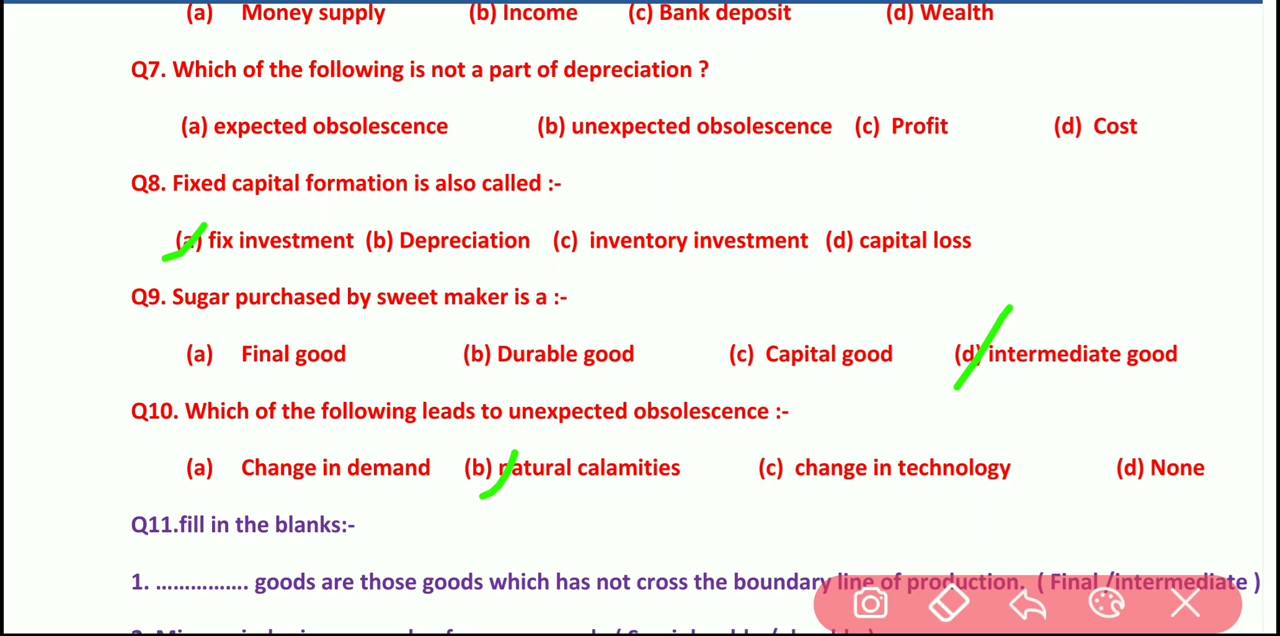 (a) Money supply (b) Income (c) Bank deposit (d) Wealth
Q7. Which of the following is not a part of depreciation ?
(a) expected obsolescence (b) unexpected obsolescence (c) Profit (d) Cost
Q8. Fixed capital formation is also called :-
(a) fix investment (b) Depreciation (c) inventory investment (d) capital loss
Q9. Sugar purchased by sweet maker is a :-
(a) Final good (b) Durable good (c) Capital good (d) intermediate good
Q10. Which of the following leads to unexpected obsolescence :-
(a) Change in demand (b) natural calamities (c) change in technology (d) None
Q11.fill in the blanks:-
1. ............... goods are those goods which has not cross the boundary line of production. ( Final /intermediate )